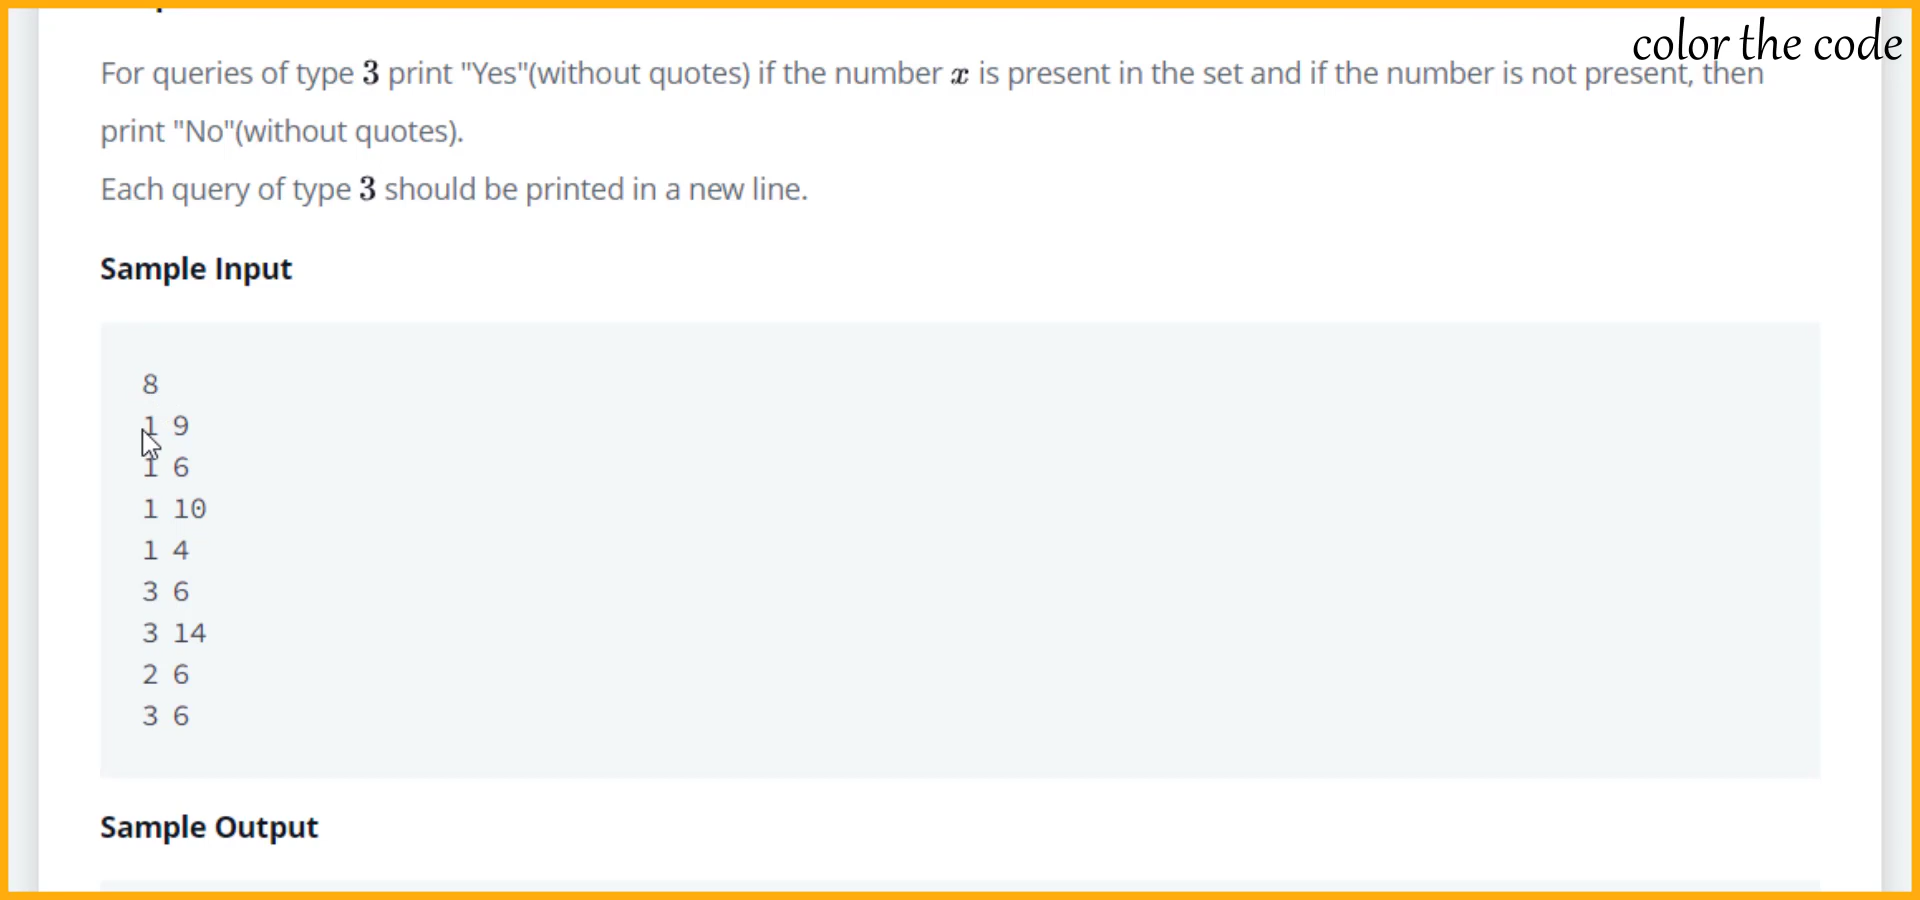 color the code
For queries of type 3 print "Yes"(without quotes) if the number x is present in the set and if the number is not present, then
print "No"(without quotes).
Each query of type 3 should be printed in a new line.
Sample Input
8
1 9
1 6
1 10
1 4
3 6
3 14
2 6
3 6
Sample Output